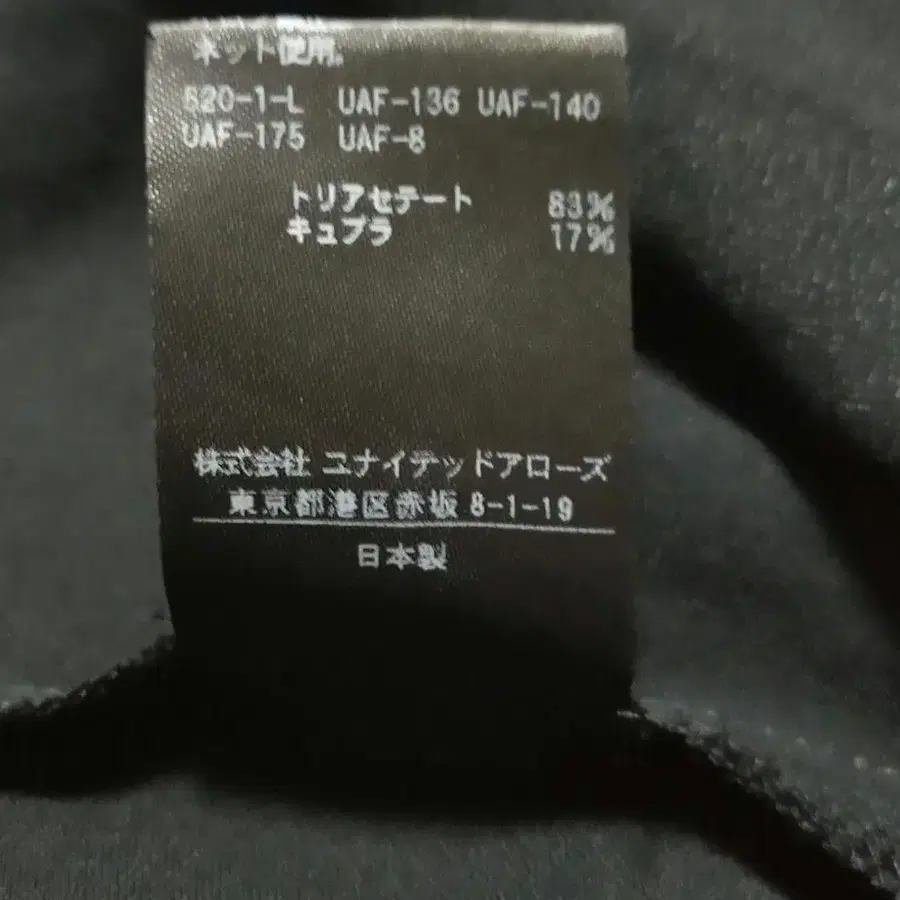 ネット使用。
820-1-L UAF-136 UAF-140
UAF-175 UAF-8
トリアセテート 83%
キュプラ 17%
株式会社 ユナイテッドアローズ
東京都港区赤坂 8-1-19
日本製